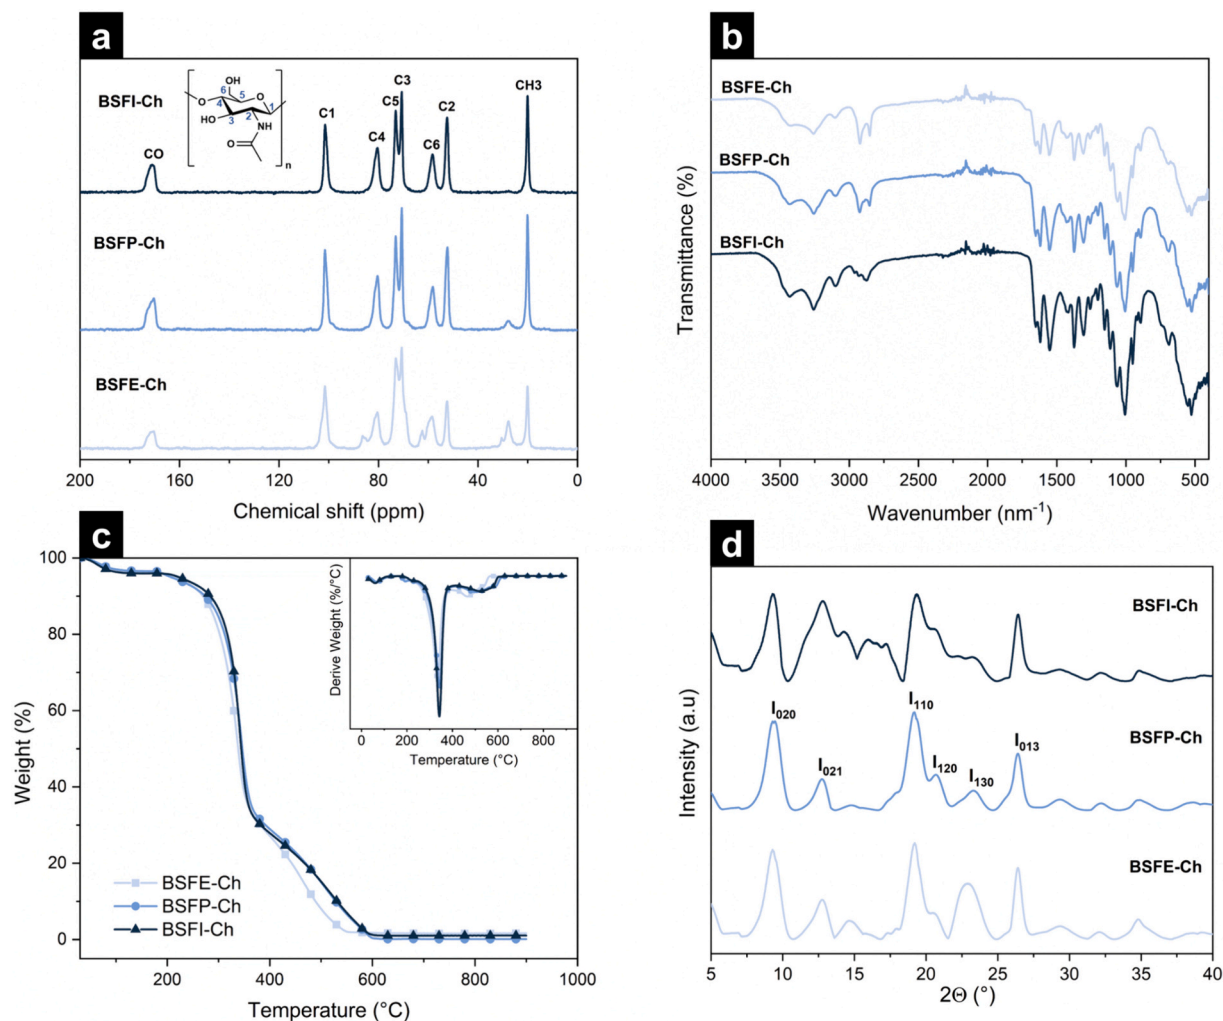 a
BSFI-Ch
OH
6
5
O
O
4
1
HO
3
2
NH
O
n
CO
C1
C4
C5
C3
C6
C2
CH3
BSFP-Ch
BSFE-Ch
200
160
120
80
40
0
Chemical shift (ppm)
b
BSFE-Ch
BSFP-Ch
BSFI-Ch
Transmittance (%)
4000
3500
3000
2500
2000
1500
1000
500
Wavenumber (nm⁻¹)
c
100
80
60
40
20
0
Weight (%)
Derive Weight (%/°C)
0
200
400
600
800
Temperature (°C)
BSFE-Ch
BSFP-Ch
BSFI-Ch
200
400
600
800
1000
Temperature (°C)
d
BSFI-Ch
I₀₂₀
I₀₂₁
I₁₁₀
I₁₂₀
I₁₃₀
I₀₁₃
BSFP-Ch
BSFE-Ch
Intensity (a.u)
5
10
15
20
25
30
35
40
2Θ (°)